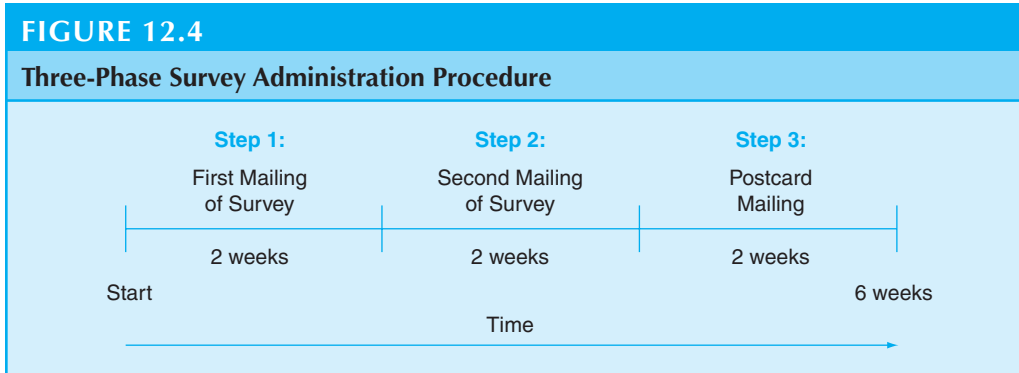 FIGURE 12.4
Three-Phase Survey Administration Procedure
Step 1:
First Mailing
of Survey
2 weeks
Step 2:
Second Mailing
of Survey
2 weeks
Step 3:
Postcard
Mailing
2 weeks
Start
6 weeks
Time